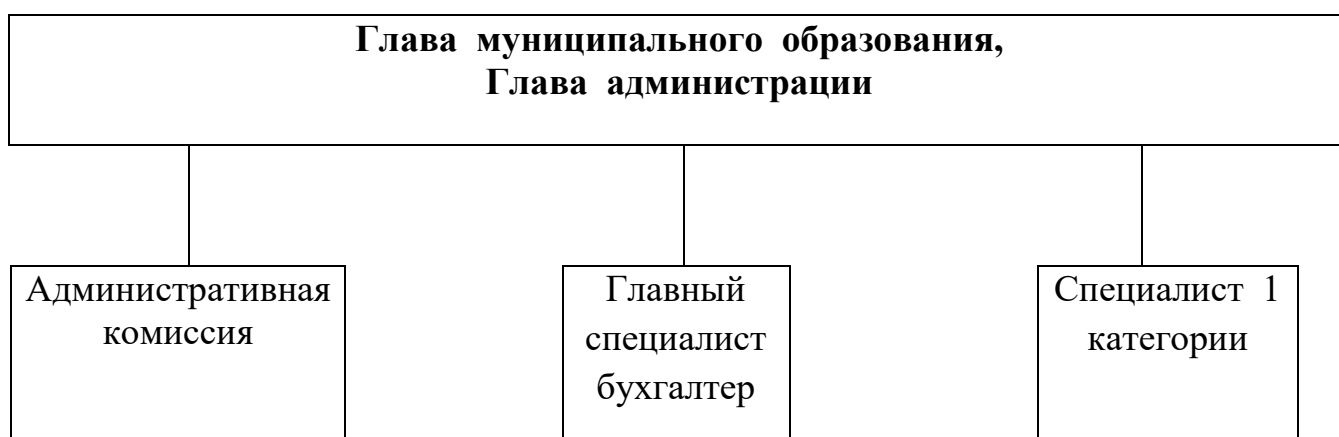 Глава муниципального образования,
Глава администрации
Административная
комиссия
Главный
специалист
бухгалтер
Специалист 1
категории